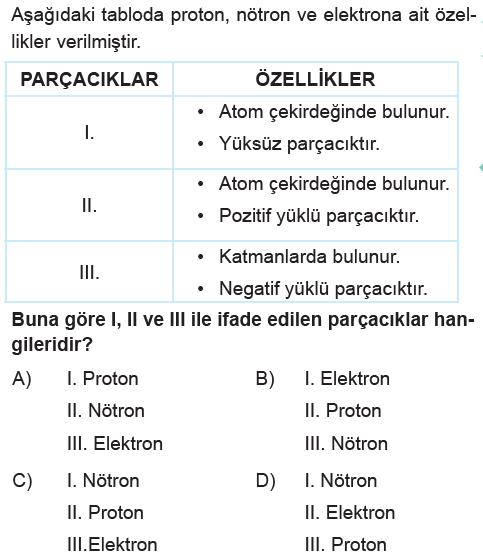 Aşağıdaki tabloda proton, nötron ve elektrona ait özel-
likler verilmiştir.
PARÇACIKLAR ÖZELLİKLER
I.
• Atom çekirdeğinde bulunur.
• Yüksüz parçacıktır.
II.
• Atom çekirdeğinde bulunur.
• Pozitif yüklü parçacıktır.
III.
• Katmanlarda bulunur.
• Negatif yüklü parçacıktır.
Buna göre I, II ve III ile ifade edilen parçacıklar han-
gileridir?
A) I. Proton
II. Nötron
III. Elektron
B) I. Elektron
II. Proton
III. Nötron
C) I. Nötron
II. Proton
III.Elektron
D) I. Nötron
II. Elektron
III. Proton